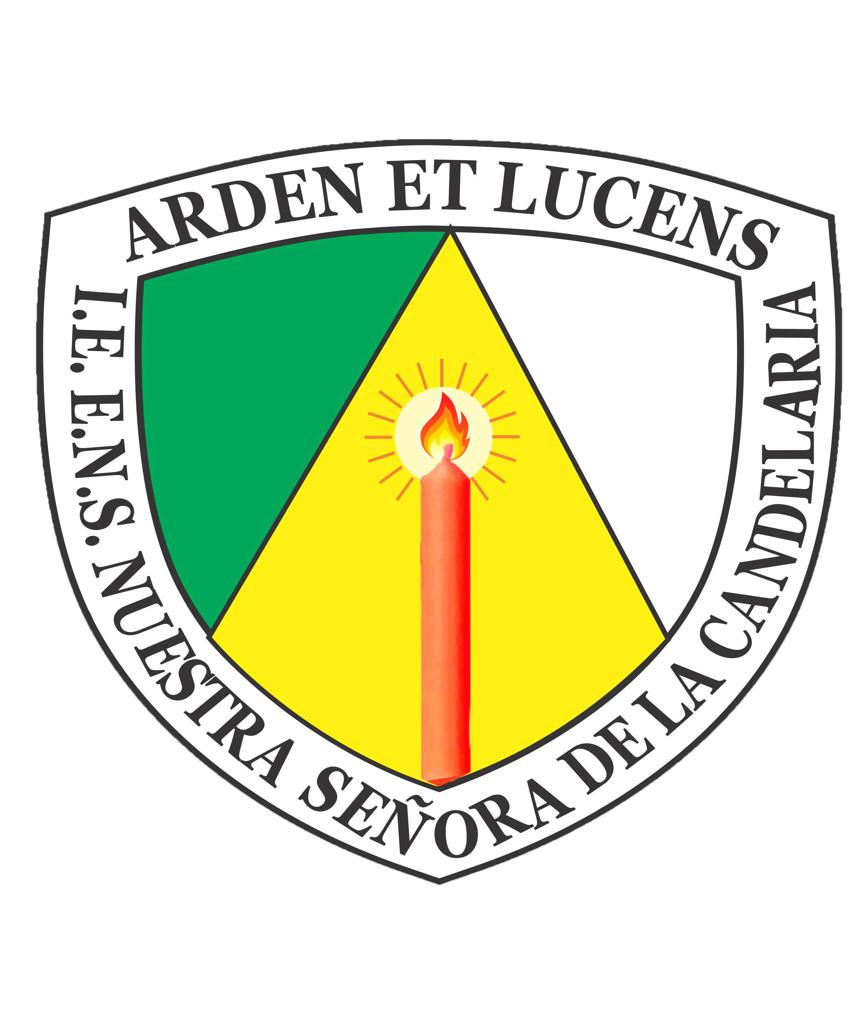 ARDEN ET LUCENS
I.E. E.N.S. NUESTRA SEÑORA DE LA CANDELARIA